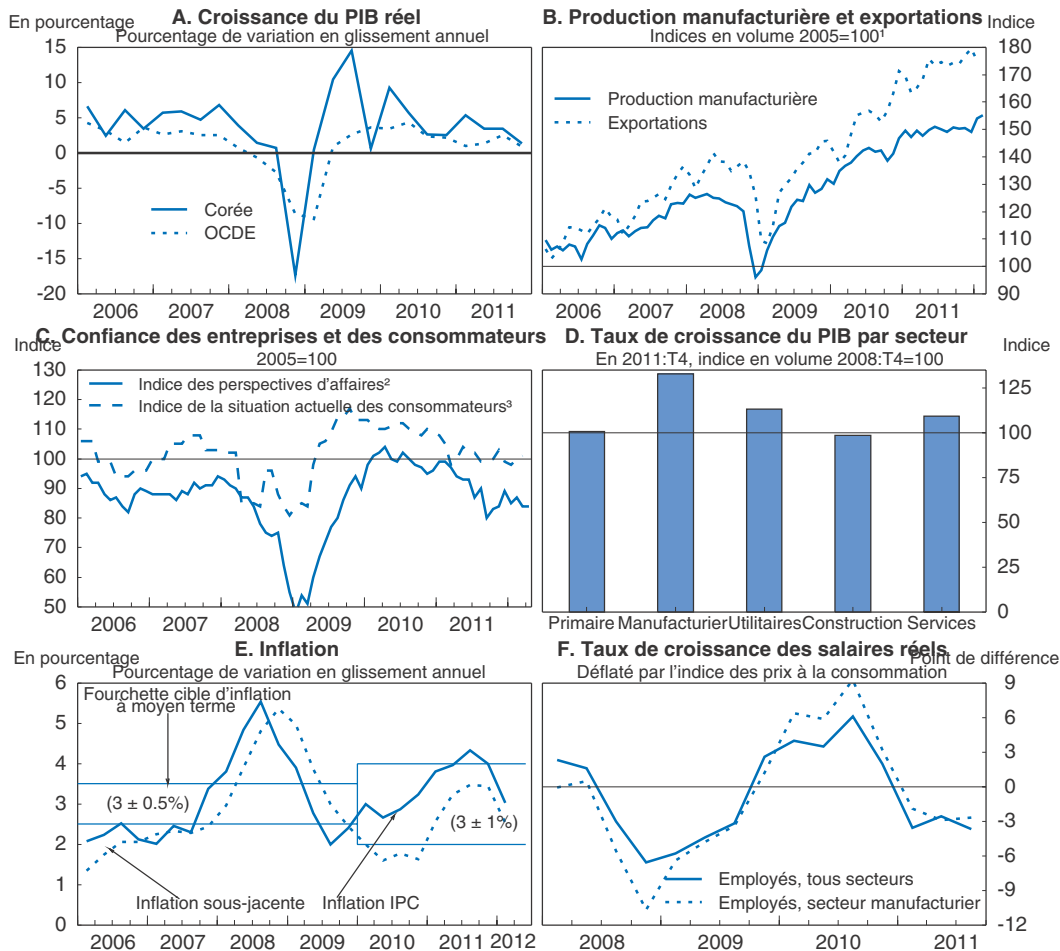 A. Croissance du PIB réel
En pourcentage
Pourcentage de variation en glissement annuel
15
10
5
0
-5
-10
-15
-20
Corée
OCDE
2006 2007 2008 2009 2010 2011
B. Production manufacturière et exportations
Indice
Indices en volume 2005=100¹
180
170
160
150
140
130
120
110
100
90
Production manufacturière
Exportations
2006 2007 2008 2009 2010 2011
C. Confiance des entreprises et des consommateurs
Indice
2005=100
130
120
110
100
90
80
70
60
50
Indice des perspectives d'affaires²
Indice de la situation actuelle des consommateurs³
2006 2007 2008 2009 2010 2011
D. Taux de croissance du PIB par secteur
En 2011:T4, indice en volume 2008:T4=100
Indice
125
100
75
50
25
0
Primaire Manufacturier Utilitaires Construction Services
E. Inflation
En pourcentage
Pourcentage de variation en glissement annuel
6
5
4
3
2
1
0
Fourchette cible d'inflation
à moyen terme
(3 ± 0.5%)
(3 ± 1%)
Inflation sous-jacente
Inflation IPC
2006 2007 2008 2009 2010 2011 2012
F. Taux de croissance des salaires réels
Point de différence
Déflaté par l'indice des prix à la consommation
9
6
3
0
-3
-6
-9
-12
Employés, tous secteurs
Employés, secteur manufacturier
2008 2009 2010 2011